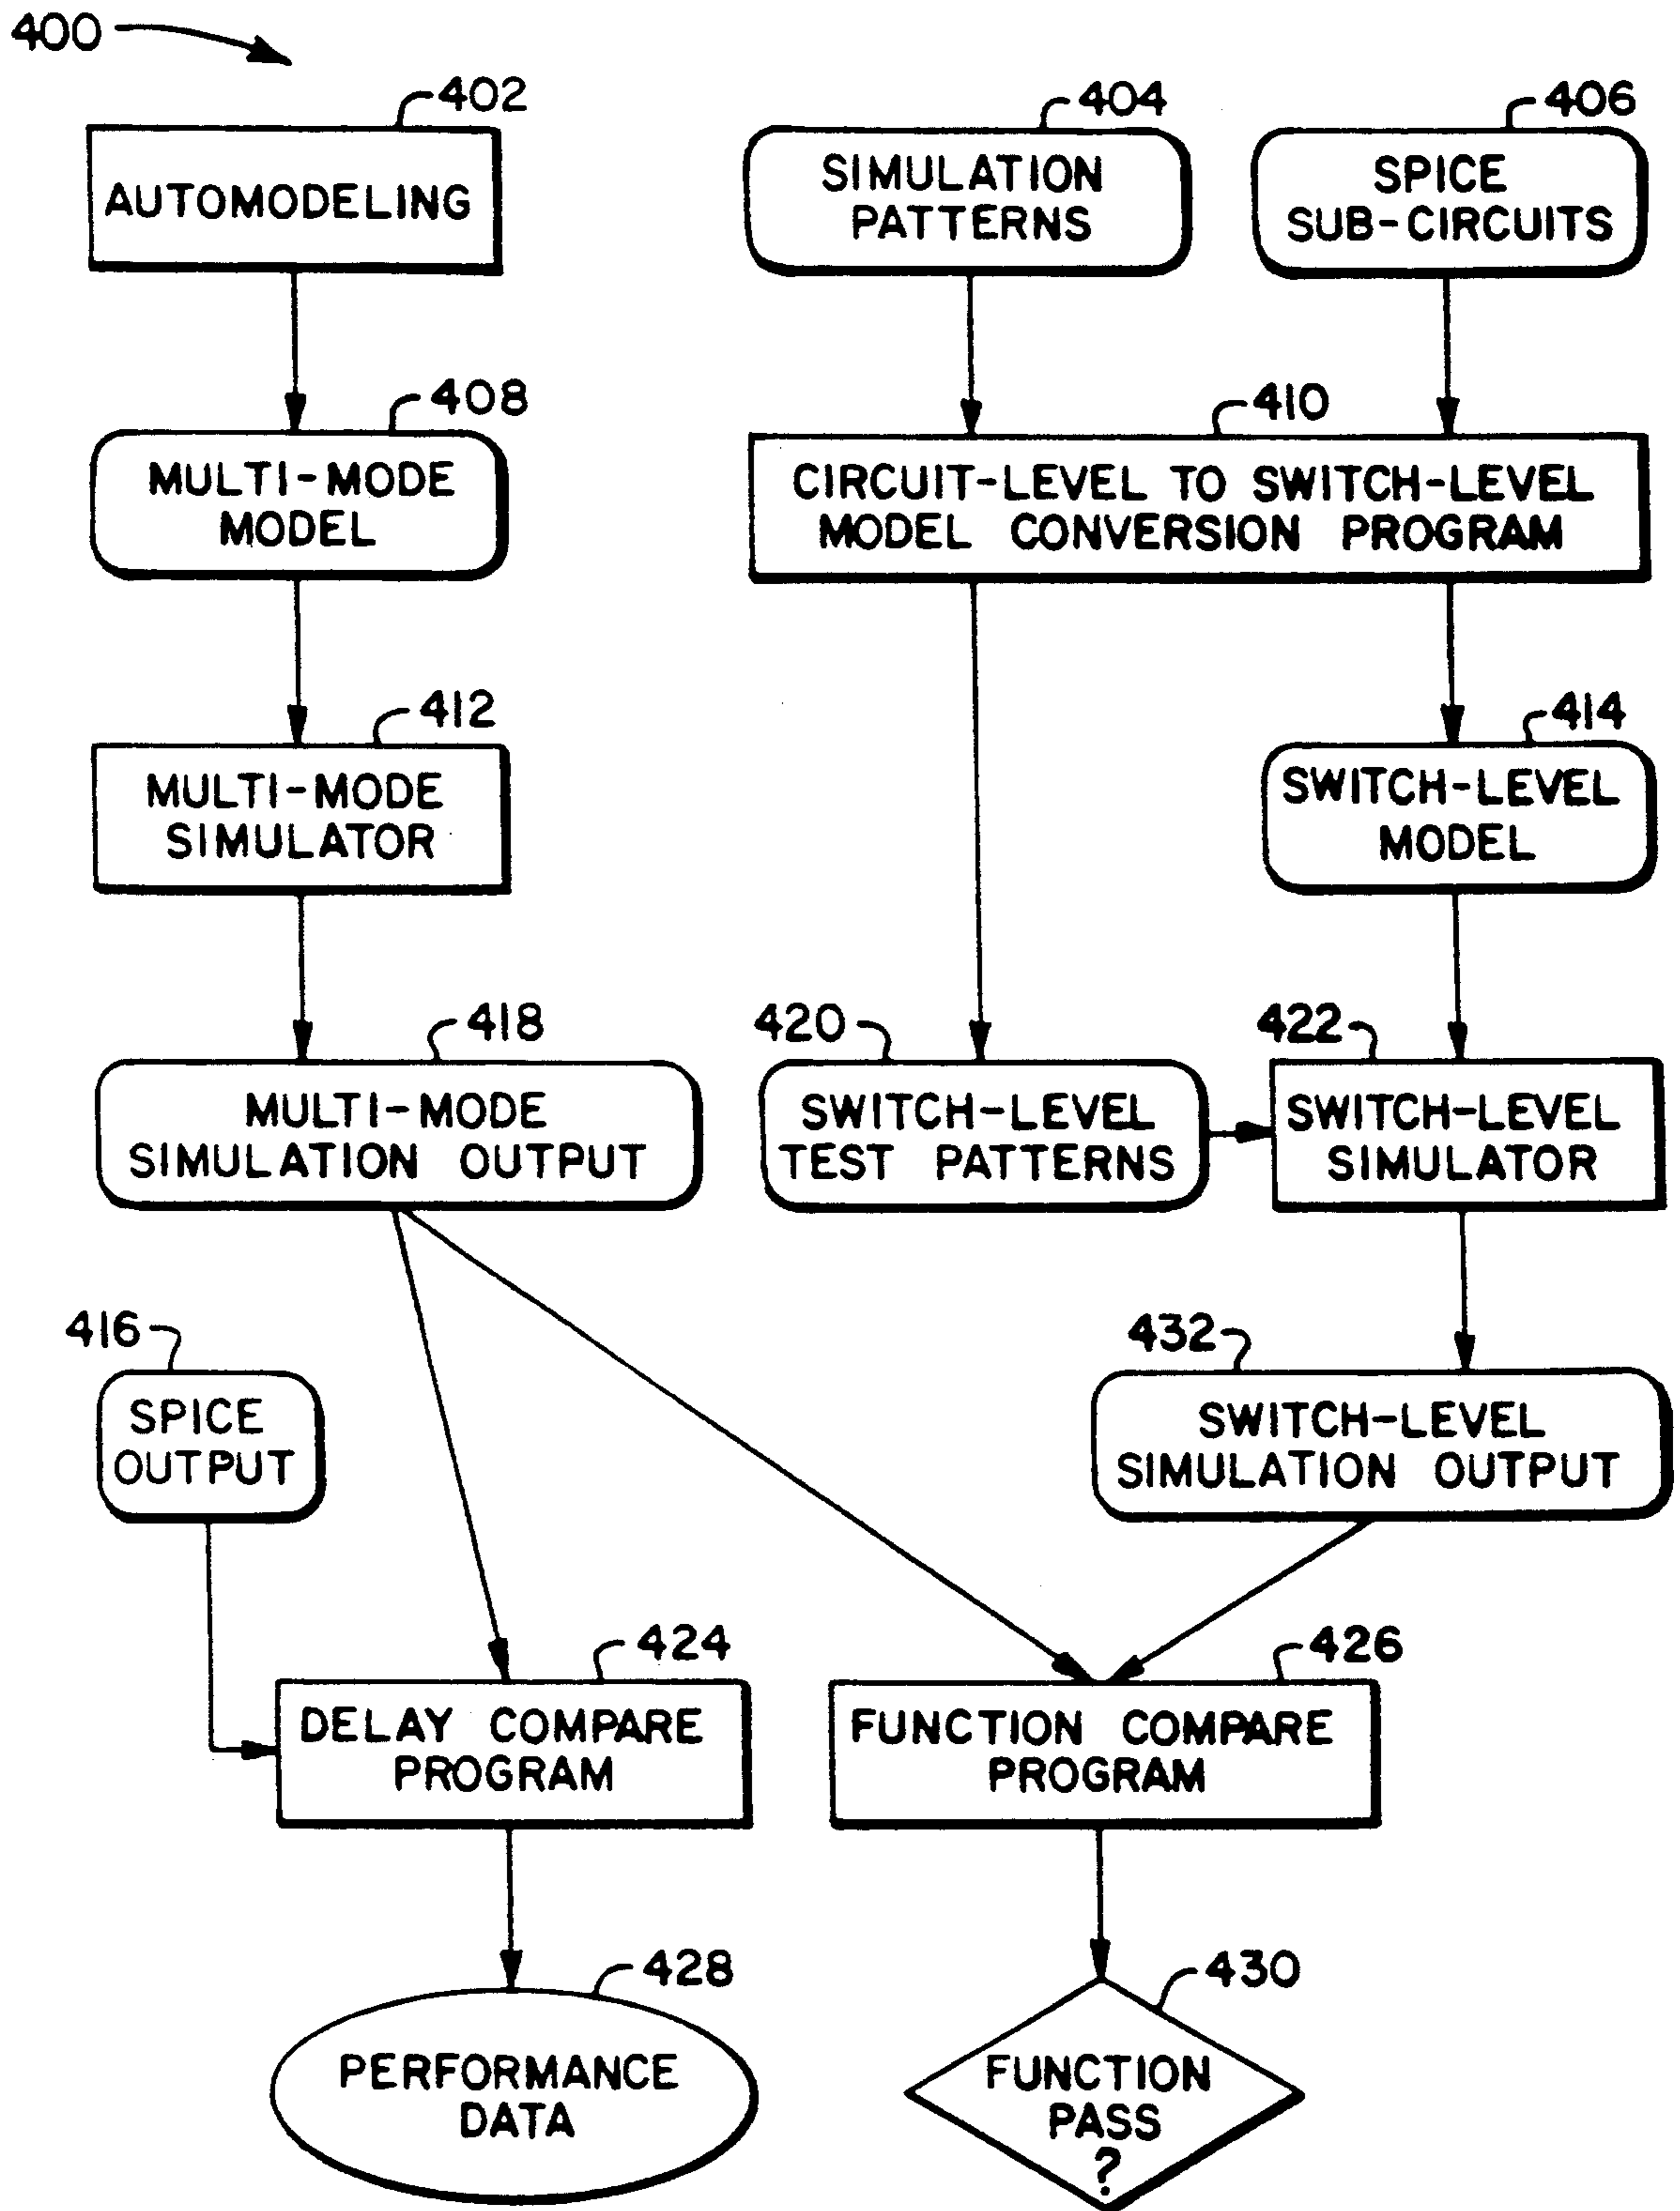 400
402
AUTOMODELING
404
SIMULATION
PATTERNS
406
SPICE
SUB-CIRCUITS
408
MULTI-MODE
MODEL
410
CIRCUIT-LEVEL TO SWITCH-LEVEL
MODEL CONVERSION PROGRAM
412
MULTI-MODE
SIMULATOR
414
SWITCH-LEVEL
MODEL
418
MULTI-MODE
SIMULATION OUTPUT
420
SWITCH-LEVEL
TEST PATTERNS
422
SWITCH-LEVEL
SIMULATOR
416
SPICE
OUTPUT
432
SWITCH-LEVEL
SIMULATION OUTPUT
424
DELAY COMPARE
PROGRAM
426
FUNCTION COMPARE
PROGRAM
428
PERFORMANCE
DATA
430
FUNCTION
PASS
?